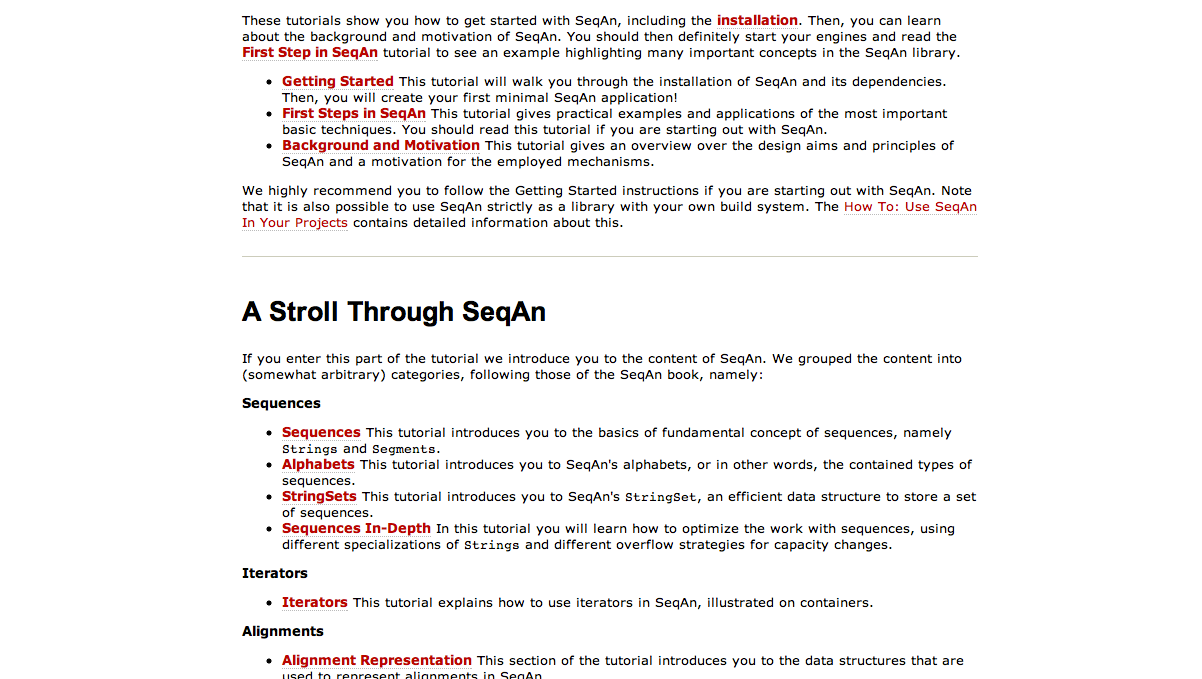 These tutorials show you how to get started with SeqAn, including the installation. Then, you can learn
about the background and motivation of SeqAn. You should then definitely start your engines and read the
First Step in SeqAn tutorial to see an example highlighting many important concepts in the SeqAn library.
• Getting Started This tutorial will walk you through the installation of SeqAn and its dependencies.
Then, you will create your first minimal SeqAn application!
• First Steps in SeqAn This tutorial gives practical examples and applications of the most important
basic techniques. You should read this tutorial if you are starting out with SeqAn.
• Background and Motivation This tutorial gives an overview over the design aims and principles of
SeqAn and a motivation for the employed mechanisms.
We highly recommend you to follow the Getting Started instructions if you are starting out with SeqAn. Note
that it is also possible to use SeqAn strictly as a library with your own build system. The How To: Use SeqAn
In Your Projects contains detailed information about this.
A Stroll Through SeqAn
If you enter this part of the tutorial we introduce you to the content of SeqAn. We grouped the content into
(somewhat arbitrary) categories, following those of the SeqAn book, namely:
Sequences
• Sequences This tutorial introduces you to the basics of fundamental concept of sequences, namely
Strings and Segments.
• Alphabets This tutorial introduces you to SeqAn's alphabets, or in other words, the contained types of
sequences.
• StringSets This tutorial introduces you to SeqAn's StringSet, an efficient data structure to store a set
of sequences.
• Sequences In-Depth In this tutorial you will learn how to optimize the work with sequences, using
different specializations of Strings and different overflow strategies for capacity changes.
Iterators
• Iterators This tutorial explains how to use iterators in SeqAn, illustrated on containers.
Alignments
• Alignment Representation This section of the tutorial introduces you to the data structures that are
used to represent alignments in SeqAn.